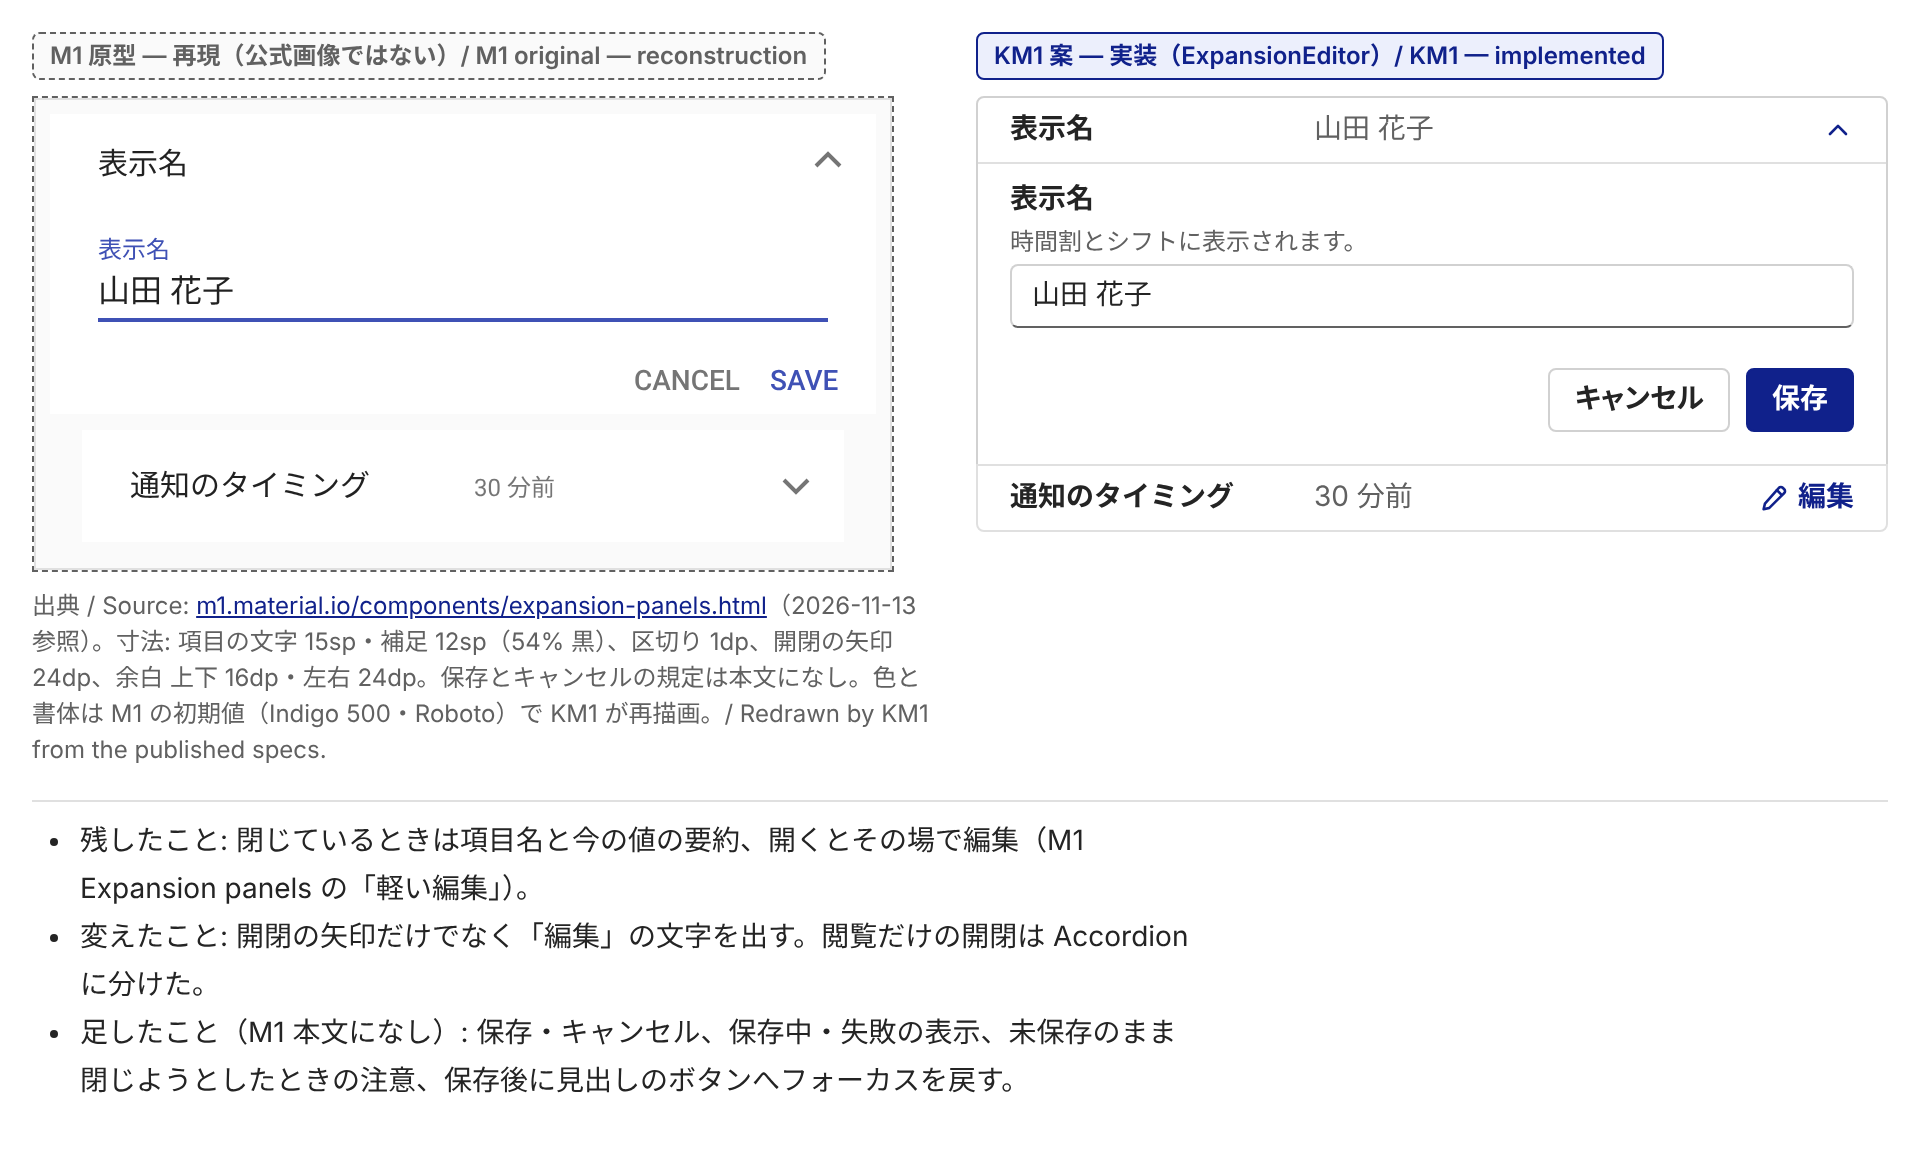 M1 原型 — 再現（公式画像ではない）/ M1 original — reconstruction
表示名
表示名
山田 花子
CANCEL SAVE
通知のタイミング 30 分前
出典 / Source: m1.material.io/components/expansion-panels.html（2026-11-13
参照）。寸法: 項目の文字 15sp・補足 12sp（54% 黒）、区切り 1dp、開閉の矢印
24dp、余白 上下 16dp・左右 24dp。保存とキャンセルの規定は本文になし。色と
書体は M1 の初期値（Indigo 500・Roboto）で KM1 が再描画。/ Redrawn by KM1
from the published specs.
KM1 案 — 実装（ExpansionEditor）/ KM1 — implemented
表示名 山田 花子
表示名
時間割とシフトに表示されます。
山田 花子
キャンセル 保存
通知のタイミング 30 分前 編集
• 残したこと: 閉じているときは項目名と今の値の要約、開くとその場で編集（M1
Expansion panels の「軽い編集」）。
• 変えたこと: 開閉の矢印だけでなく「編集」の文字を出す。閲覧だけの開閉は Accordion
に分けた。
• 足したこと（M1 本文になし）: 保存・キャンセル、保存中・失敗の表示、未保存のまま
閉じようとしたときの注意、保存後に見出しのボタンへフォーカスを戻す。